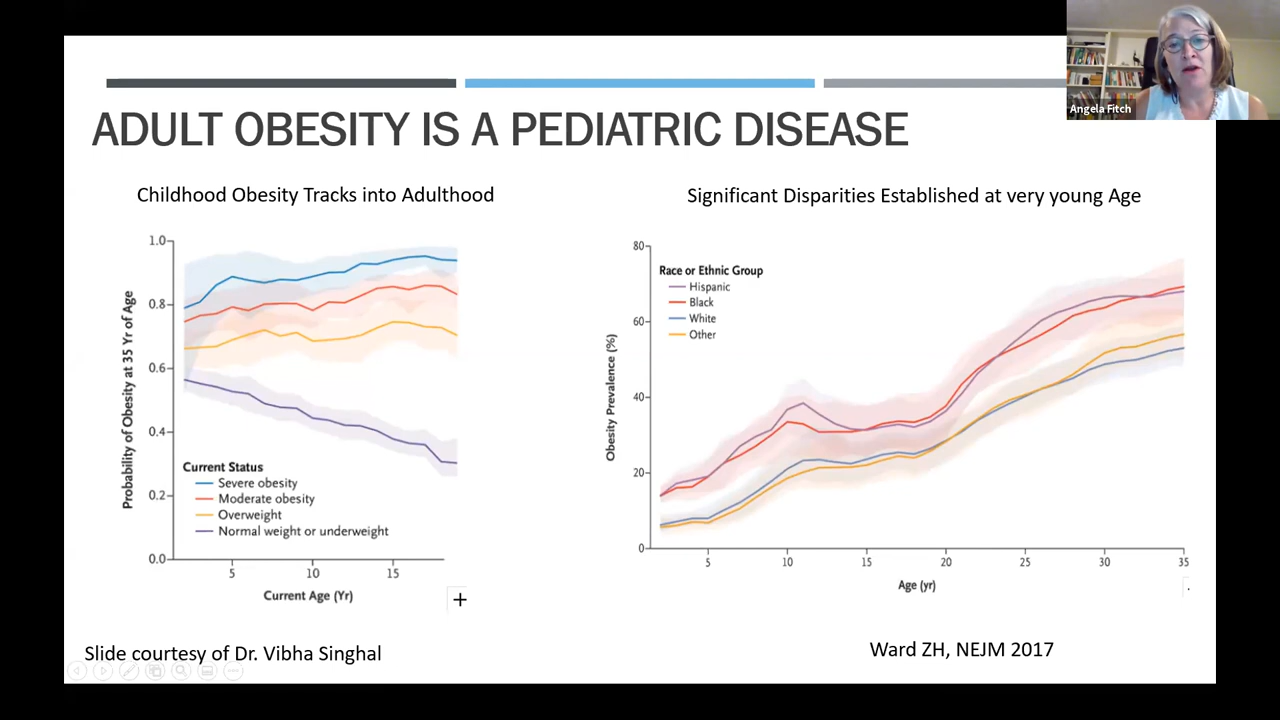 Angela Fitch
ADULT OBESITY IS A PEDIATRIC DISEASE
Childhood Obesity Tracks into Adulthood
1.0
0.8
0.6
0.4
0.2
0.0
Probability of Obesity at 35 Yr of Age
Current Status
Severe obesity
Moderate obesity
Overweight
Normal weight or underweight
5
10
15
Current Age (Yr)
Significant Disparities Established at very young Age
80
60
40
20
0
Obesity Prevalence (%)
Race or Ethnic Group
Hispanic
Black
White
Other
5
10
15
20
25
30
35
Age (yr)
Slide courtesy of Dr. Vibha Singhal
Ward ZH, NEJM 2017